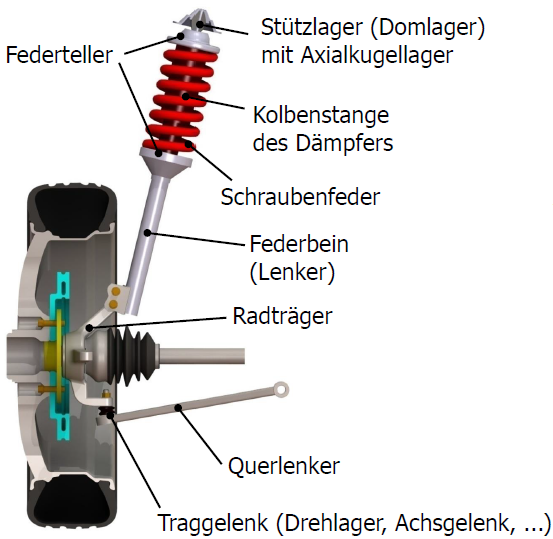 Stützlager (Domlager)
mit Axialkugellager
Federteller
Kolbenstange
des Dämpfers
Schraubenfeder
Federbein
(Lenker)
Radträger
Querlenker
Traggelenk (Drehlager, Achsgelenk, ...)